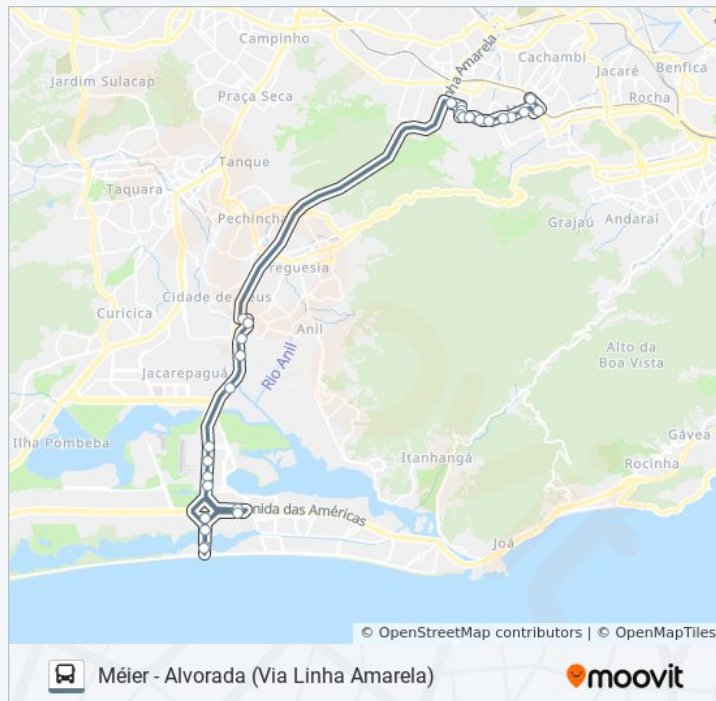 Campinho
Linha Amarela
Cachambi
Jardim Sulacap
Jacaré
Benfica
Praça Seca
Rocha
Tanque
Taquara
Grajaú
Andaraí
Pechincha
Freguesia
Cidade de Deus
Curicica
Anil
Alto da
Boa Vista
Rio Anil
Jacarepaguá
Ilha Pombeba
Gávea
Itanhangá
Rocinha
Avenida das Américas
Joá
© OpenStreetMap contributors | © OpenMapTiles
Méier - Alvorada (Via Linha Amarela)
moovit